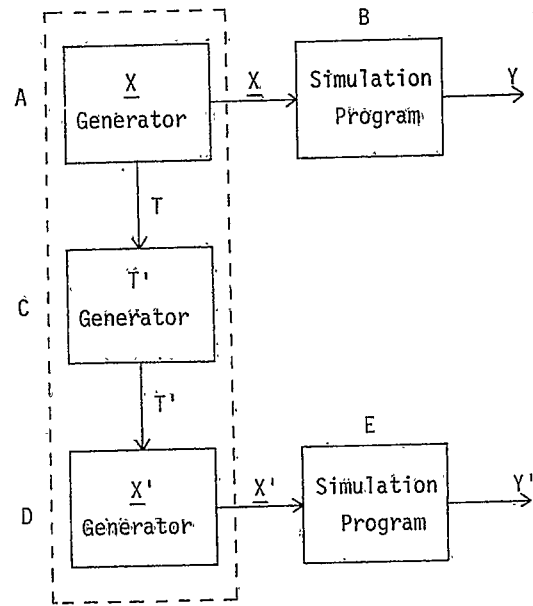 B
A
X
Generator
X
Simulation
Program
Y
T
C
T'
Generator
T'
E
D
X'
Generator
X'
Simulation
Program
Y'